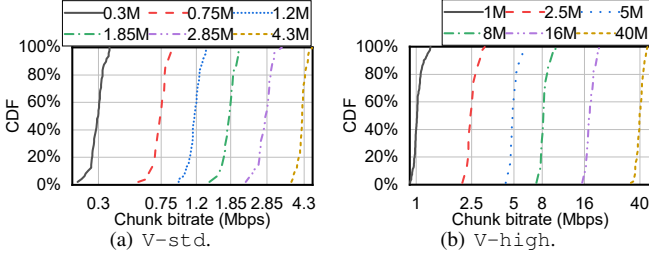 0.3M 0.75M 1.2M
1.85M 2.85M 4.3M
100%
80%
60%
40%
20%
0%
CDF
0.3 0.75 1.2 1.85 2.85 4.3
Chunk bitrate (Mbps)
(a) V-std.
1M 2.5M 5M
8M 16M 40M
100%
80%
60%
40%
20%
0%
CDF
1 2.5 5 8 16 40
Chunk bitrate (Mbps)
(b) V-high.